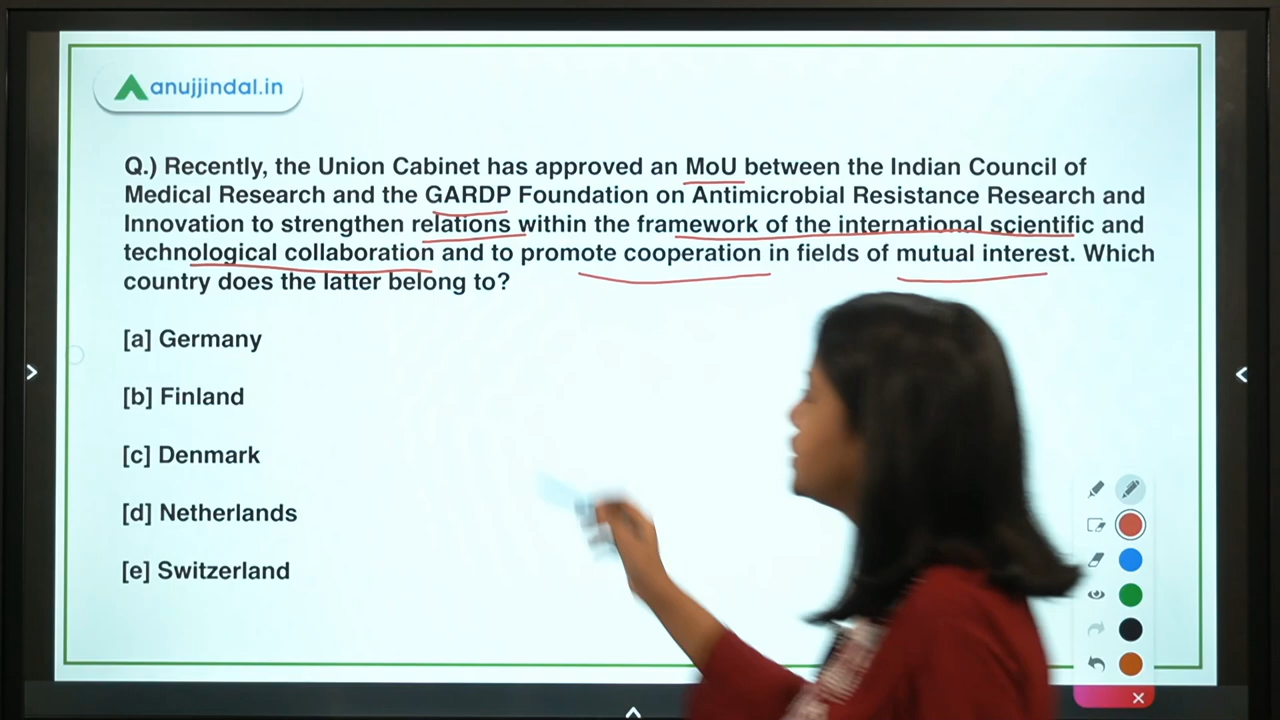 anujjindal.in
Q.) Recently, the Union Cabinet has approved an MoU between the Indian Council of
Medical Research and the GARDP Foundation on Antimicrobial Resistance Research and
Innovation to strengthen relations within the framework of the international scientific and
technological collaboration and to promote cooperation in fields of mutual interest. Which
country does the latter belong to?
[a] Germany
[b] Finland
[c] Denmark
[d] Netherlands
[e] Switzerland